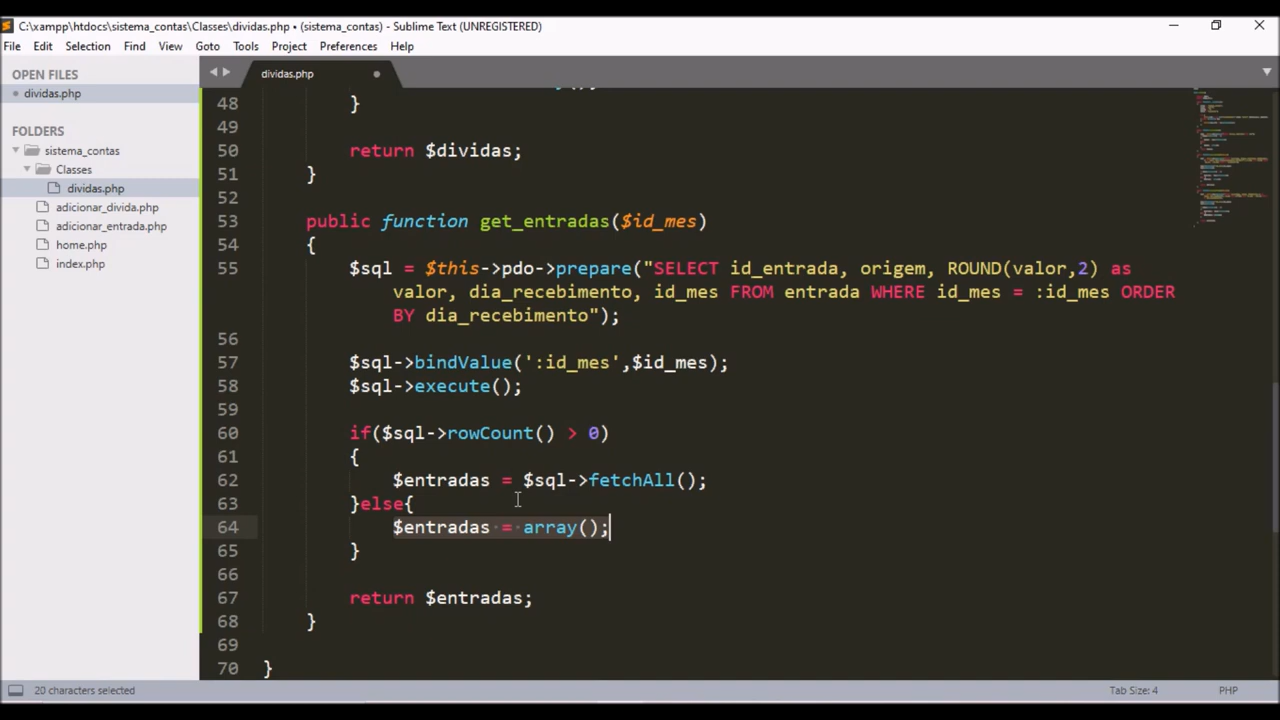 C:\xampp\htdocs\sistema_contas\Classes\dividas.php • (sistema_contas) - Sublime Text (UNREGISTERED)
File Edit Selection Find View Goto Tools Project Preferences Help
OPEN FILES
dividas.php
FOLDERS
sistema_contas
Classes
dividas.php
adicionar_divida.php
adicionar_entrada.php
home.php
index.php
dividas.php
48 }
49
50 return $dividas;
51 }
52
53 public function get_entradas($id_mes)
54 {
55 $sql = $this->pdo->prepare("SELECT id_entrada, origem, ROUND(valor,2) as
valor, dia_recebimento, id_mes FROM entrada WHERE id_mes = :id_mes ORDER
BY dia_recebimento");
56
57 $sql->bindValue(':id_mes',$id_mes);
58 $sql->execute();
59
60 if($sql->rowCount() > 0)
61 {
62 $entradas = $sql->fetchAll();
63 }else{
64 $entradas = array();
65 }
66
67 return $entradas;
68 }
69
70 }
20 characters selected
Tab Size: 4
PHP